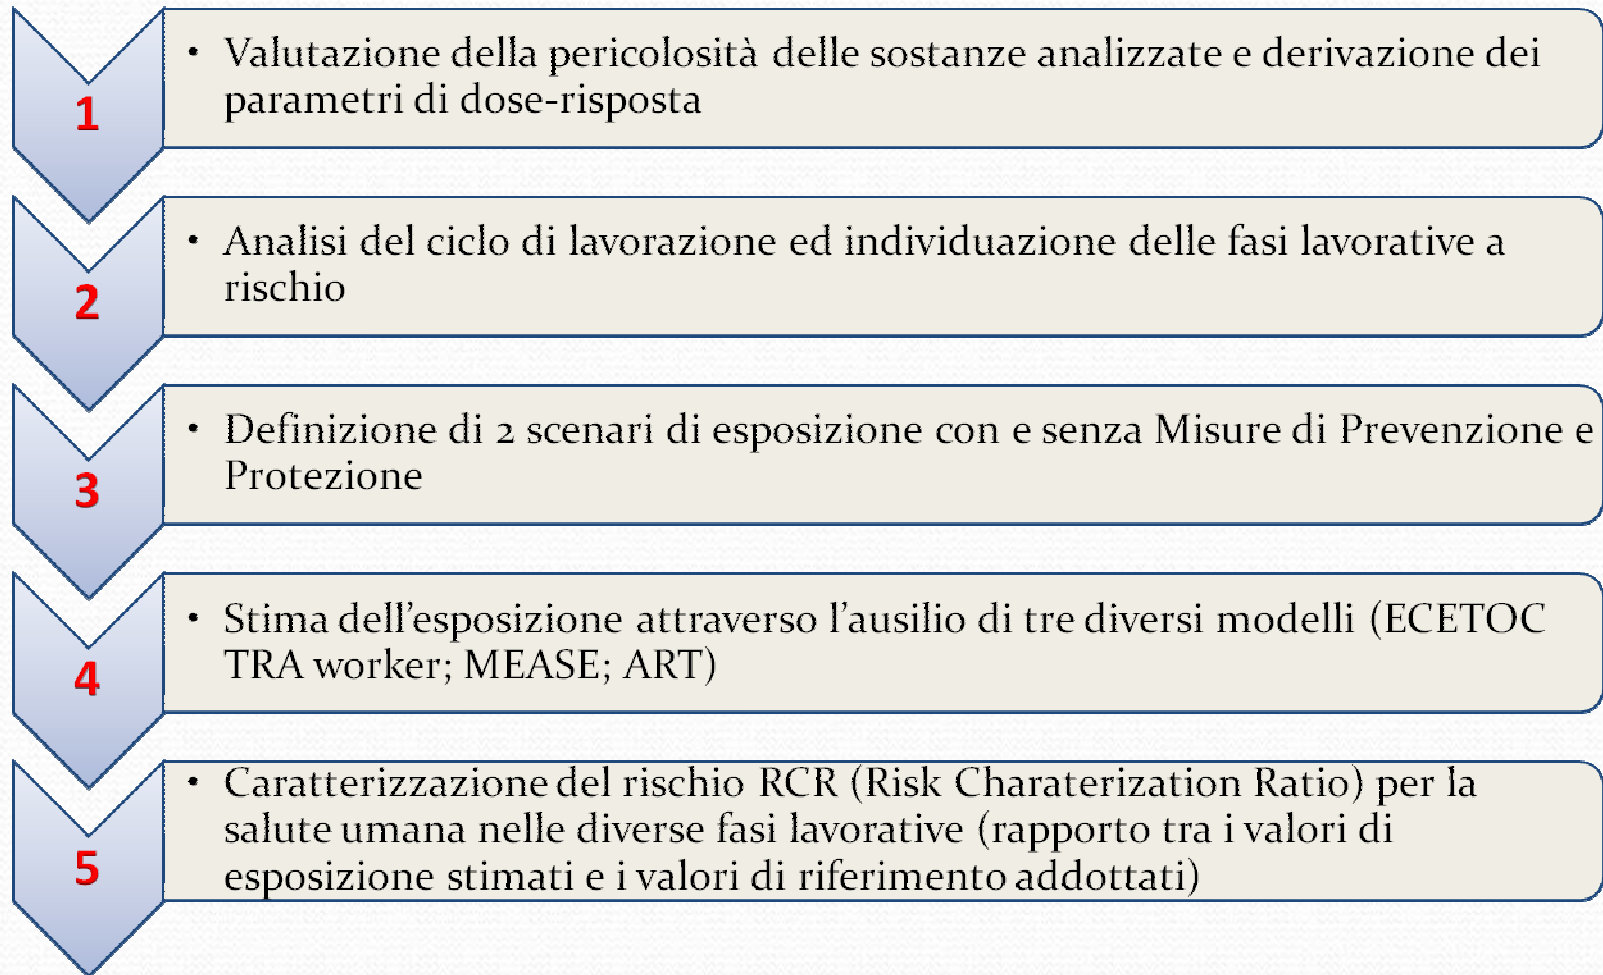 1
• Valutazione della pericolosità delle sostanze analizzate e derivazione dei
parametri di dose-risposta
2
• Analisi del ciclo di lavorazione ed individuazione delle fasi lavorative a
rischio
3
• Definizione di 2 scenari di esposizione con e senza Misure di Prevenzione e
Protezione
4
• Stima dell’esposizione attraverso l’ausilio di tre diversi modelli (ECETOC
TRA worker; MEASE; ART)
5
• Caratterizzazione del rischio RCR (Risk Charaterization Ratio) per la
salute umana nelle diverse fasi lavorative (rapporto tra i valori di
esposizione stimati e i valori di riferimento addottati)